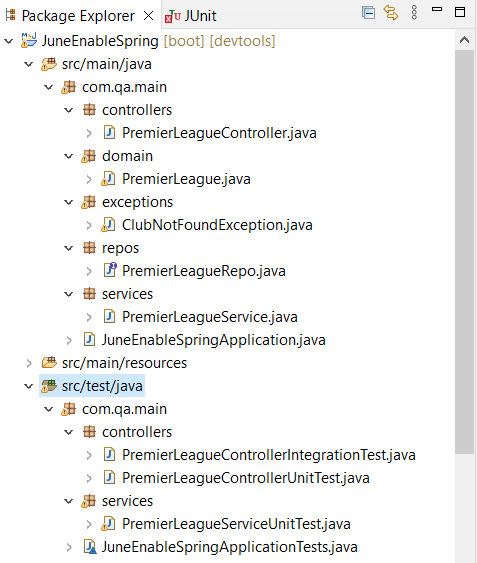 Package Explorer JUnit
JuneEnableSpring [boot] [devtools]
src/main/java
com.qa.main
controllers
PremierLeagueController.java
domain
PremierLeague.java
exceptions
ClubNotFoundException.java
repos
PremierLeagueRepo.java
services
PremierLeagueService.java
JuneEnableSpringApplication.java
src/main/resources
src/test/java
com.qa.main
controllers
PremierLeagueControllerIntegrationTest.java
PremierLeagueControllerUnitTest.java
services
PremierLeagueServiceUnitTest.java
JuneEnableSpringApplicationTests.java